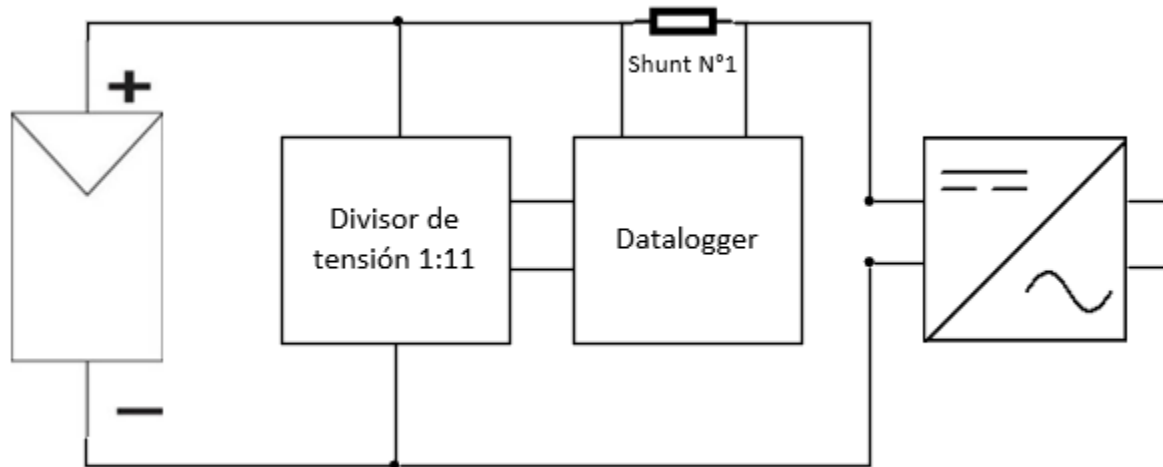 Shunt N°1
+
Divisor de
tensión 1:11
Datalogger
−